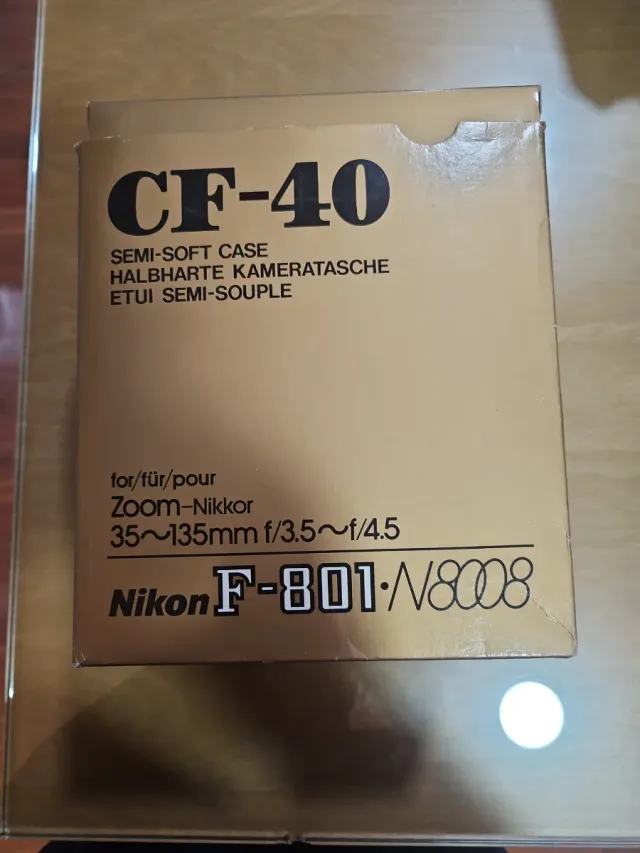 CF-40
SEMI-SOFT CASE
HALBHARTE KAMERATASCHE
ETUI SEMI-SOUPLE
for/für/pour
Zoom-Nikkor
35~135mm f/3.5~f/4.5
Nikon F-801·N8008